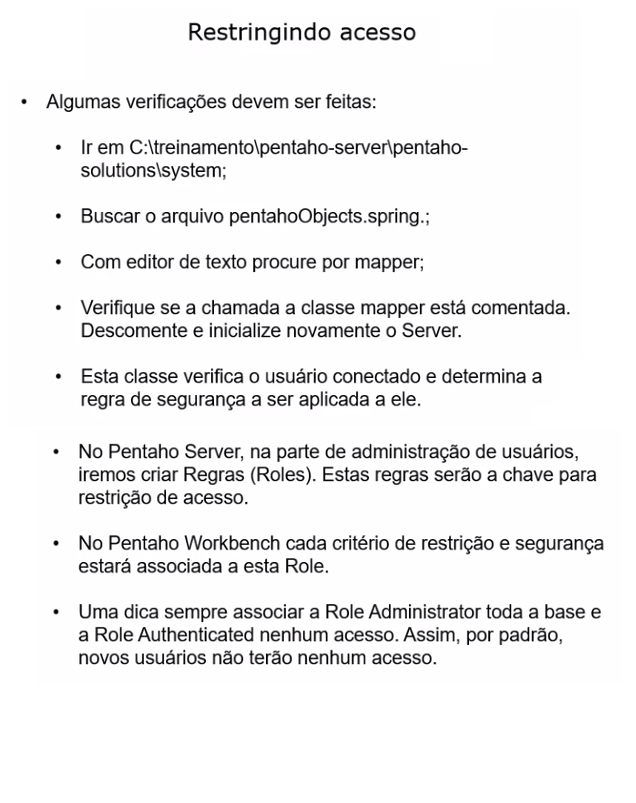 Restringindo acesso
• Algumas verificações devem ser feitas:
• Ir em C:\treinamento\pentaho-server\pentaho-
solutions\system;
• Buscar o arquivo pentahoObjects.spring.;
• Com editor de texto procure por mapper;
• Verifique se a chamada a classe mapper está comentada.
Descomente e inicialize novamente o Server.
• Esta classe verifica o usuário conectado e determina a
regra de segurança a ser aplicada a ele.
• No Pentaho Server, na parte de administração de usuários,
iremos criar Regras (Roles). Estas regras serão a chave para
restrição de acesso.
• No Pentaho Workbench cada critério de restrição e segurança
estará associada a esta Role.
• Uma dica sempre associar a Role Administrator toda a base e
a Role Authenticated nenhum acesso. Assim, por padrão,
novos usuários não terão nenhum acesso.